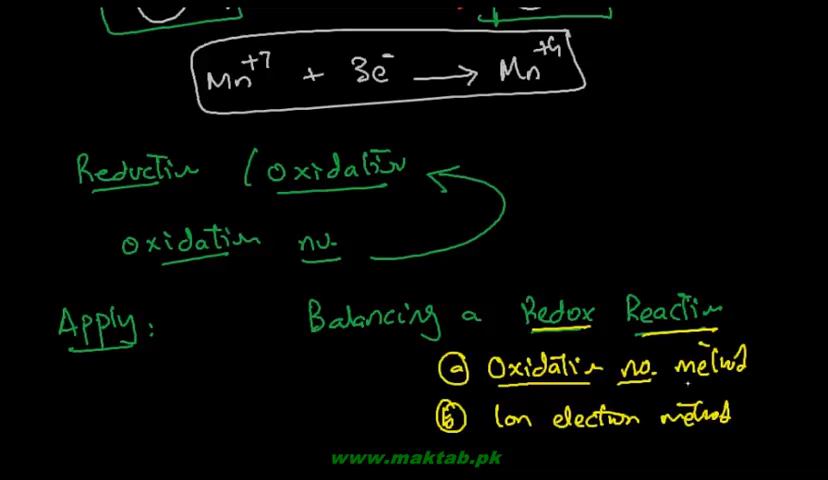 Mn+7 + 3e- → Mn+4
Reduction / Oxidation
Oxidation no.
Apply: Balancing a Redox Reaction
(a) Oxidation no. method
(b) Ion electron method
www.maktab.pk